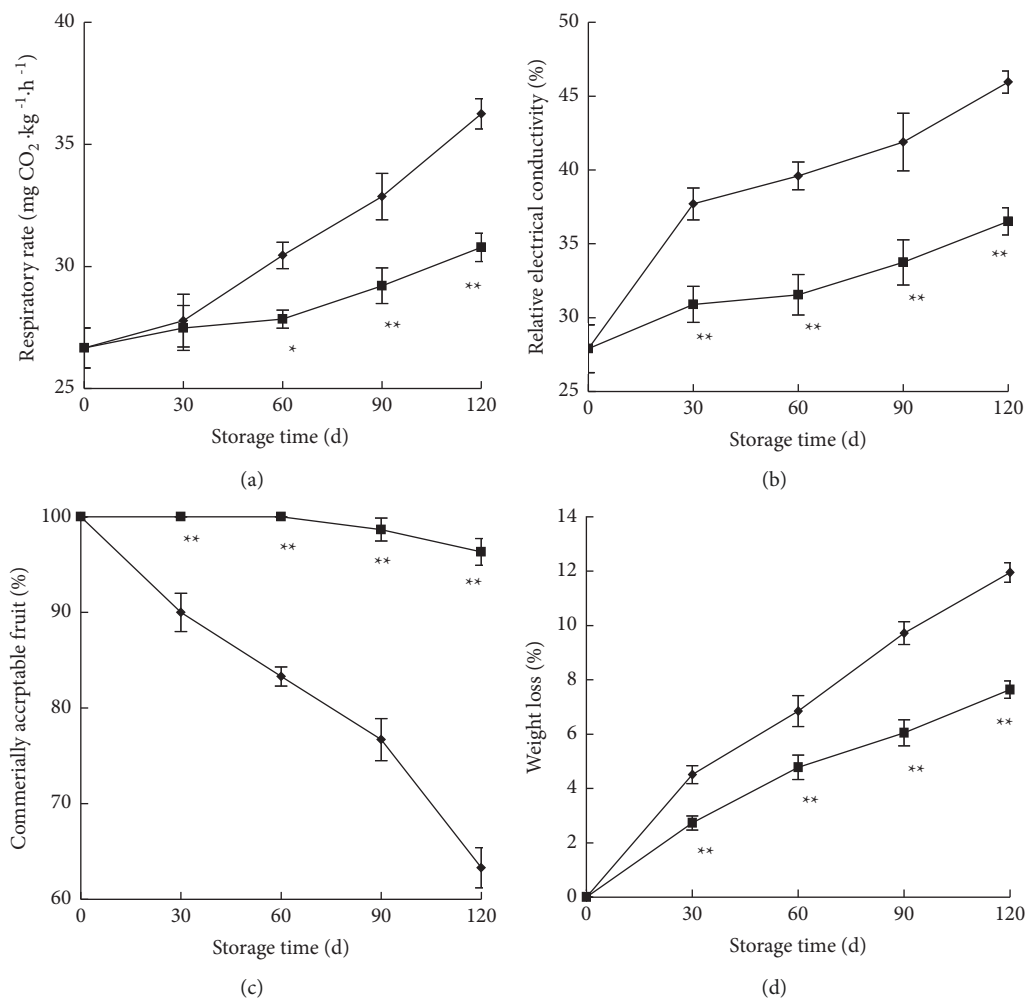 Respiratory rate (mg CO₂·kg⁻¹·h⁻¹)
40
35
30
25
*
**
**
0 30 60 90 120
Storage time (d)
(a)
Relative electrical conductivity (%)
50
45
40
35
30
25
**
**
**
**
0 30 60 90 120
Storage time (d)
(b)
Commerially accrptable fruit (%)
100
90
80
70
60
**
**
**
**
0 30 60 90 120
Storage time (d)
(c)
Weight loss (%)
14
12
10
8
6
4
2
0
**
**
**
**
0 30 60 90 120
Storage time (d)
(d)